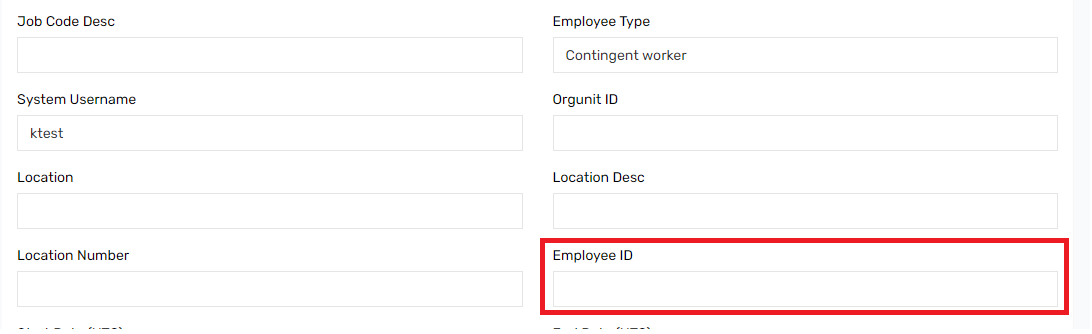 Job Code Desc
Employee Type
Contingent worker
System Username
Orgunit ID
ktest
Location
Location Desc
Location Number
Employee ID